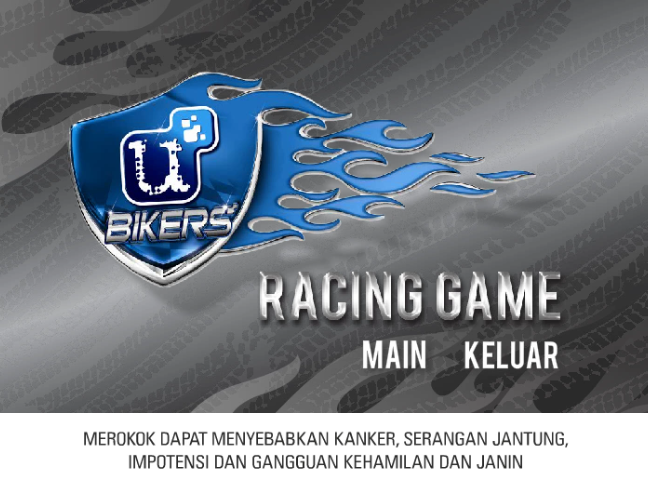 U
BIKERS
RACING GAME
MAIN KELUAR
MEROKOK DAPAT MENYEBABKAN KANKER, SERANGAN JANTUNG,
IMPOTENSI DAN GANGGUAN KEHAMILAN DAN JANIN